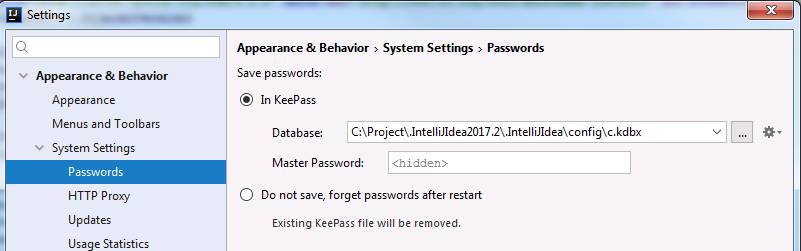 Settings
Appearance & Behavior
Appearance
Menus and Toolbars
System Settings
Passwords
HTTP Proxy
Updates
Usage Statistics
Appearance & Behavior › System Settings › Passwords
Save passwords:
In KeePass
Database: C:\Project\.IntelliJIdea2017.2\.IntelliJIdea\config\c.kdbx ...
Master Password: <hidden>
Do not save, forget passwords after restart
Existing KeePass file will be removed.